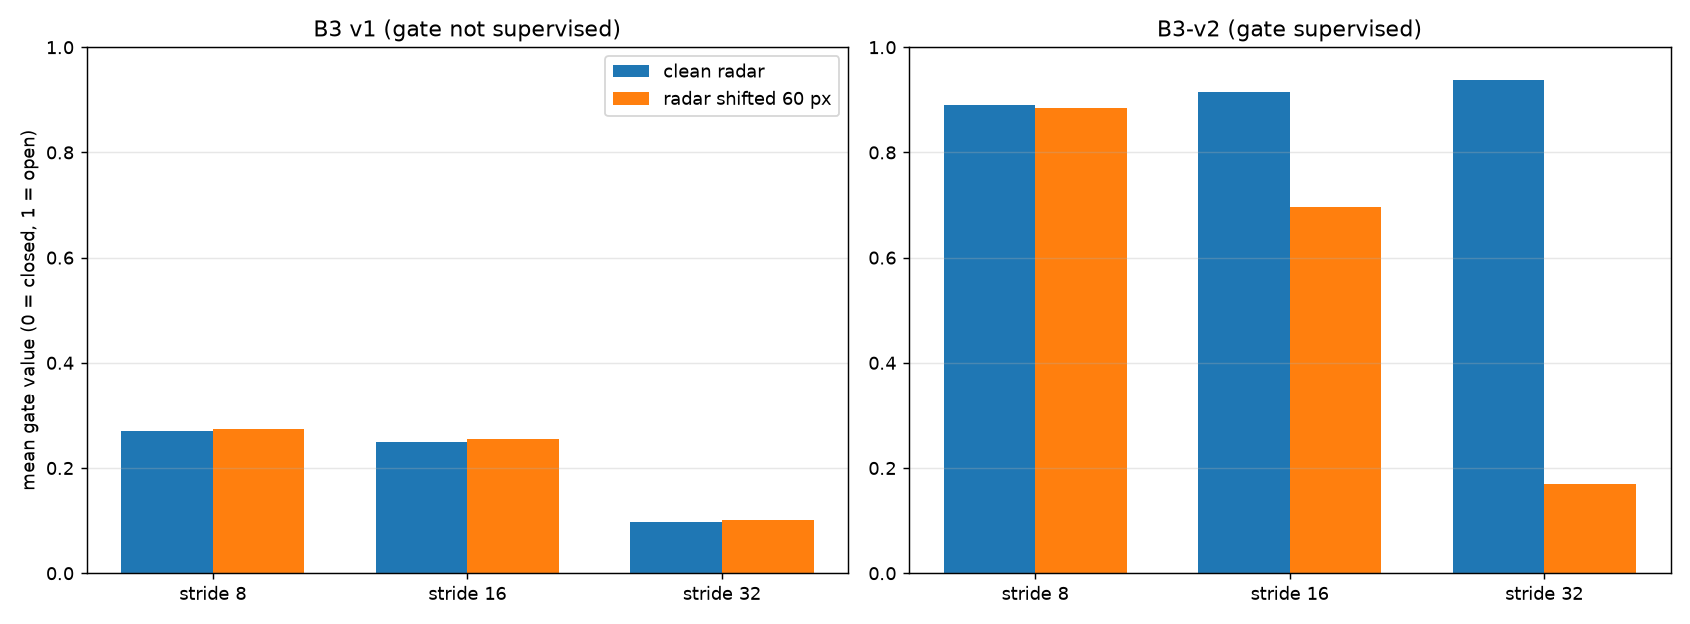 B3 v1 (gate not supervised)
mean gate value (0 = closed, 1 = open)
1.0
0.8
0.6
0.4
0.2
0.0
clean radar
radar shifted 60 px
stride 8
stride 16
stride 32
B3-v2 (gate supervised)
1.0
0.8
0.6
0.4
0.2
0.0
stride 8
stride 16
stride 32